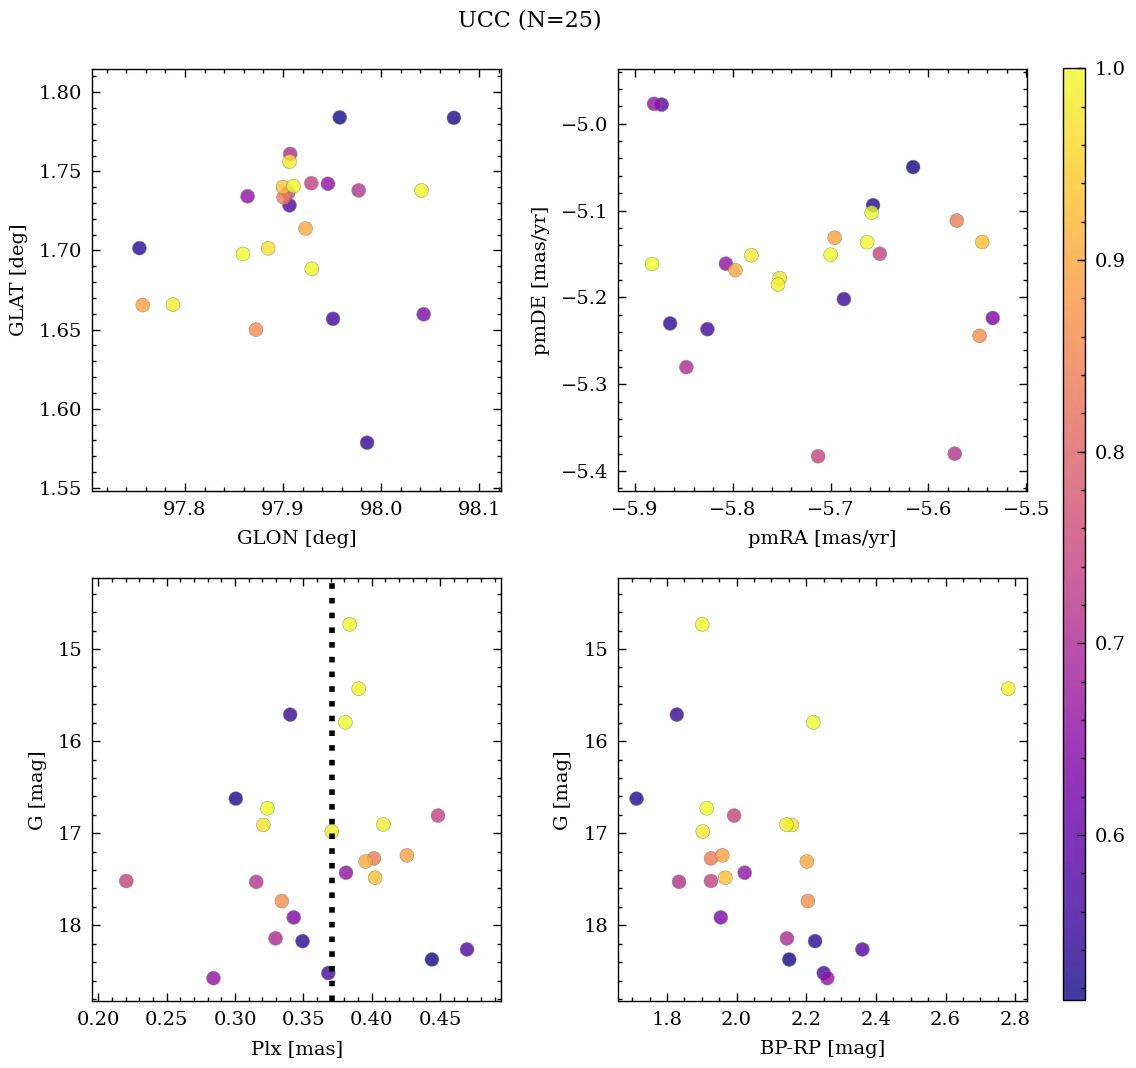 UCC (N=25)
1.80
1.75
1.70
1.65
1.60
1.55
GLAT [deg]
97.8 97.9 98.0 98.1
GLON [deg]
−5.0
−5.1
−5.2
−5.3
−5.4
pmDE [mas/yr]
−5.9 −5.8 −5.7 −5.6 −5.5
pmRA [mas/yr]
15
16
17
18
G [mag]
0.20 0.25 0.30 0.35 0.40 0.45
Plx [mas]
15
16
17
18
G [mag]
1.8 2.0 2.2 2.4 2.6 2.8
BP-RP [mag]
1.0
0.9
0.8
0.7
0.6